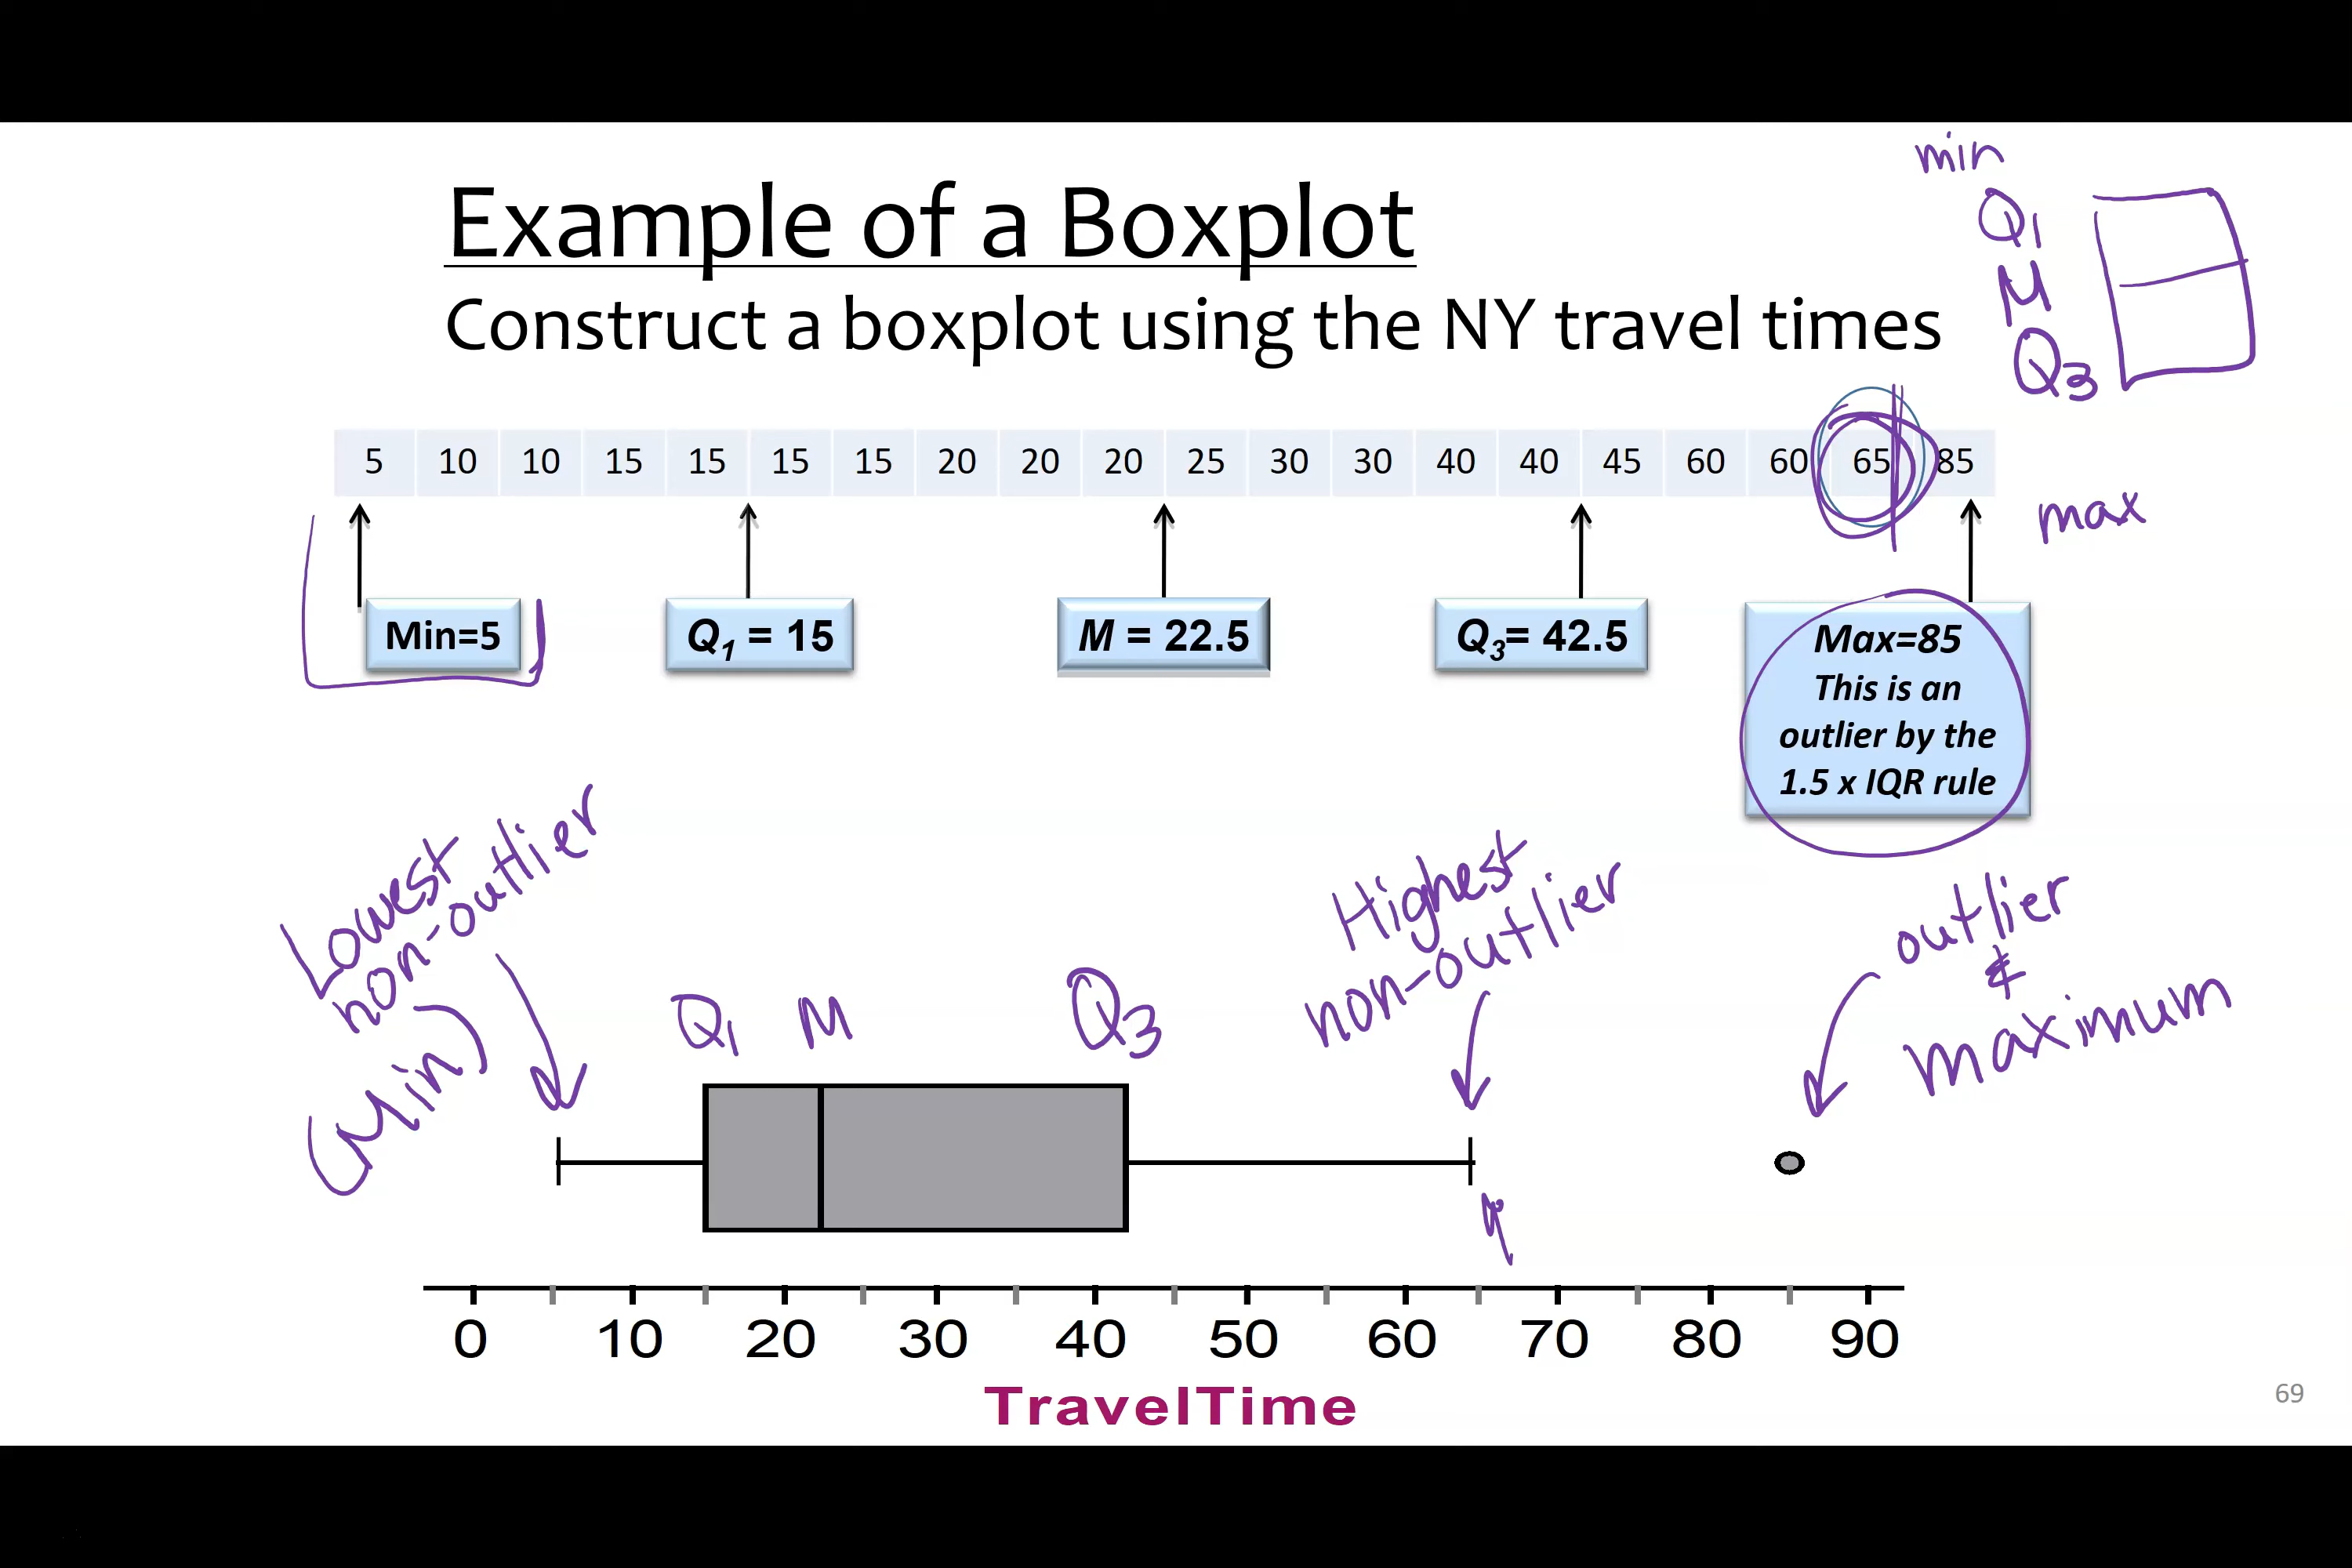 min
Example of a Boxplot
Q1
M
Construct a boxplot using the NY travel times
Q3
5 10 10 15 15 15 15 20 20 20 25 30 30 40 40 45 60 60 65 85
max
Min=5
Q1 = 15
M = 22.5
Q3= 42.5
Max=85
This is an
outlier by the
1.5 x IQR rule
Lowest
non-outlier
(Min)
Q1
M
Q3
Highest
non-outlier
outlier
&
maximum
0 10 20 30 40 50 60 70 80 90
TravelTime
69